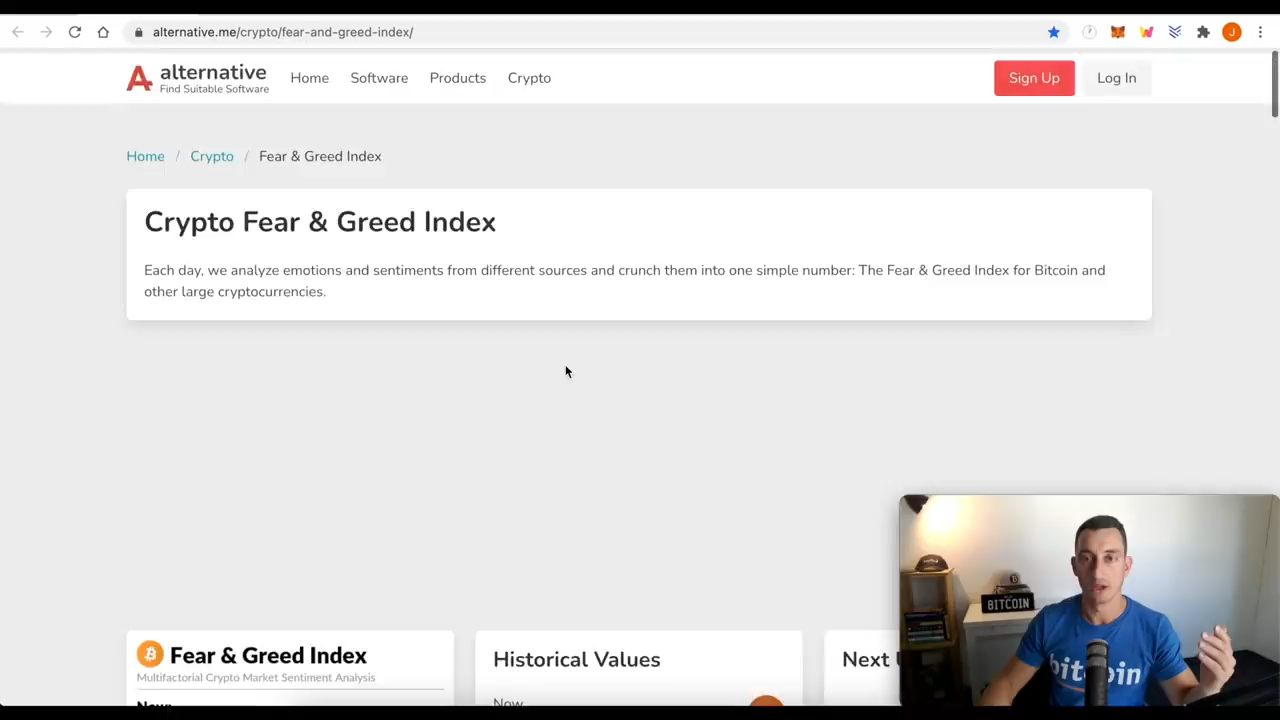 alternative.me/crypto/fear-and-greed-index/
J
alternative
Find Suitable Software
Home
Software
Products
Crypto
Sign Up
Log In
Home / Crypto / Fear & Greed Index
Crypto Fear & Greed Index
Each day, we analyze emotions and sentiments from different sources and crunch them into one simple number: The Fear & Greed Index for Bitcoin and
other large cryptocurrencies.
Fear & Greed Index
Multifactorial Crypto Market Sentiment Analysis
Now:
Historical Values
Now
Next
BITCOIN
bitcoin